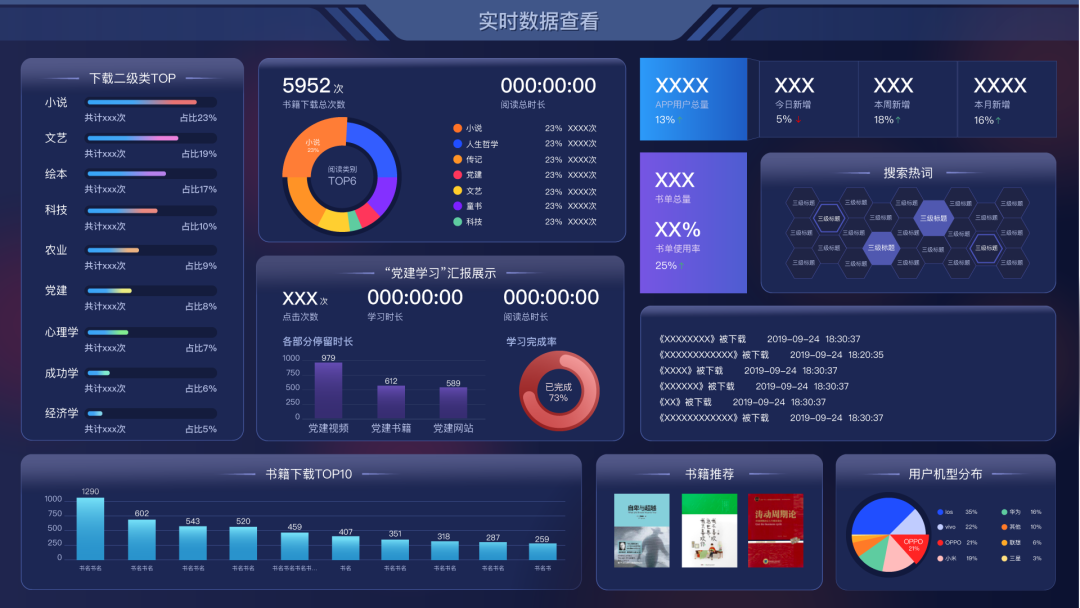 实时数据查看
下载二级类TOP
小说
共计xxx次 占比23%
文艺
共计xxx次 占比19%
绘本
共计xxx次 占比17%
科技
共计xxx次 占比10%
农业
共计xxx次 占比9%
党建
共计xxx次 占比8%
心理学
共计xxx次 占比7%
成功学
共计xxx次 占比6%
经济学
共计xxx次 占比5%
5952 次
书籍下载总次数
000:00:00
阅读总时长
小说
23%
阅读类别
TOP6
小说 23% XXXX次
人生哲学 23% XXXX次
传记 23% XXXX次
党建 23% XXXX次
文艺 23% XXXX次
童书 23% XXXX次
科技 23% XXXX次
XXXX
APP用户总量
13%
XXX
今日新增
5%↓
XXX
本周新增
18%↑
XXXX
本月新增
16%↑
XXX
书单总量
XX%
书单使用率
25%
搜索热词
三级标题 三级标题 三级标题 三级标题 三级标题
三级标题 三级标题 三级标题 三级标题
三级标题 三级标题 三级标题 三级标题 三级标题
三级标题 三级标题 三级标题 三级标题
三级标题 三级标题 三级标题 三级标题 三级标题
“党建学习”汇报展示
XXX 次
点击次数
000:00:00
学习时长
000:00:00
阅读总时长
各部分停留时长
1000
750
500
250
0
979
612
589
党建视频 党建书籍 党建网站
学习完成率
已完成
73%
《XXXXXXXX》被下载 2019-09-24 18:30:37
《XXXXXXXXXXXX》被下载 2019-09-24 18:20:35
《XXXX》被下载 2019-09-24 18:30:37
《XXXXXX》被下载 2019-09-24 18:30:37
《XX》被下载 2019-09-24 18:30:37
《XXXXXXXXXXXX》被下载 2019-09-24 18:30:37
书籍下载TOP10
1000
750
500
250
0
1290 602 543 520 459 407 351 318 287 259
书名书名 书名书名 书名书名 书名书名 书名书名书名书... 书名 书名书名 书名书名 书名书名 书名书
书籍推荐
自卑与超越
涛动周期论
用户机型分布
OPPO
21%
ios 35%
vivo 22%
OPPO 21%
小米 19%
华为 16%
其他 10%
联想 6%
三星 3%